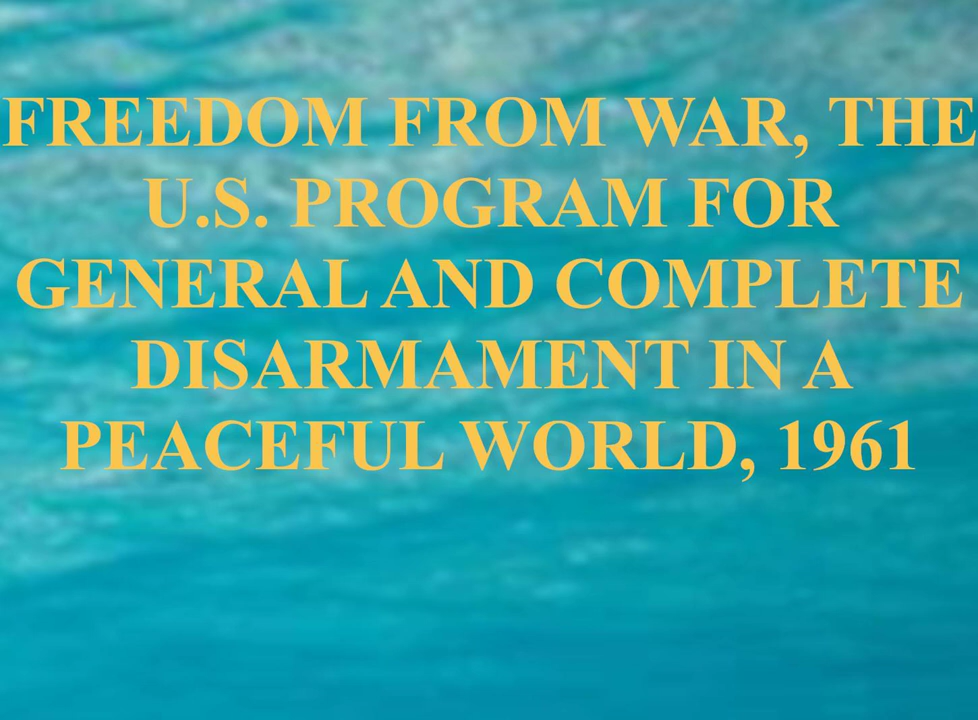 FREEDOM FROM WAR, THE
U.S. PROGRAM FOR
GENERAL AND COMPLETE
DISARMAMENT IN A
PEACEFUL WORLD, 1961